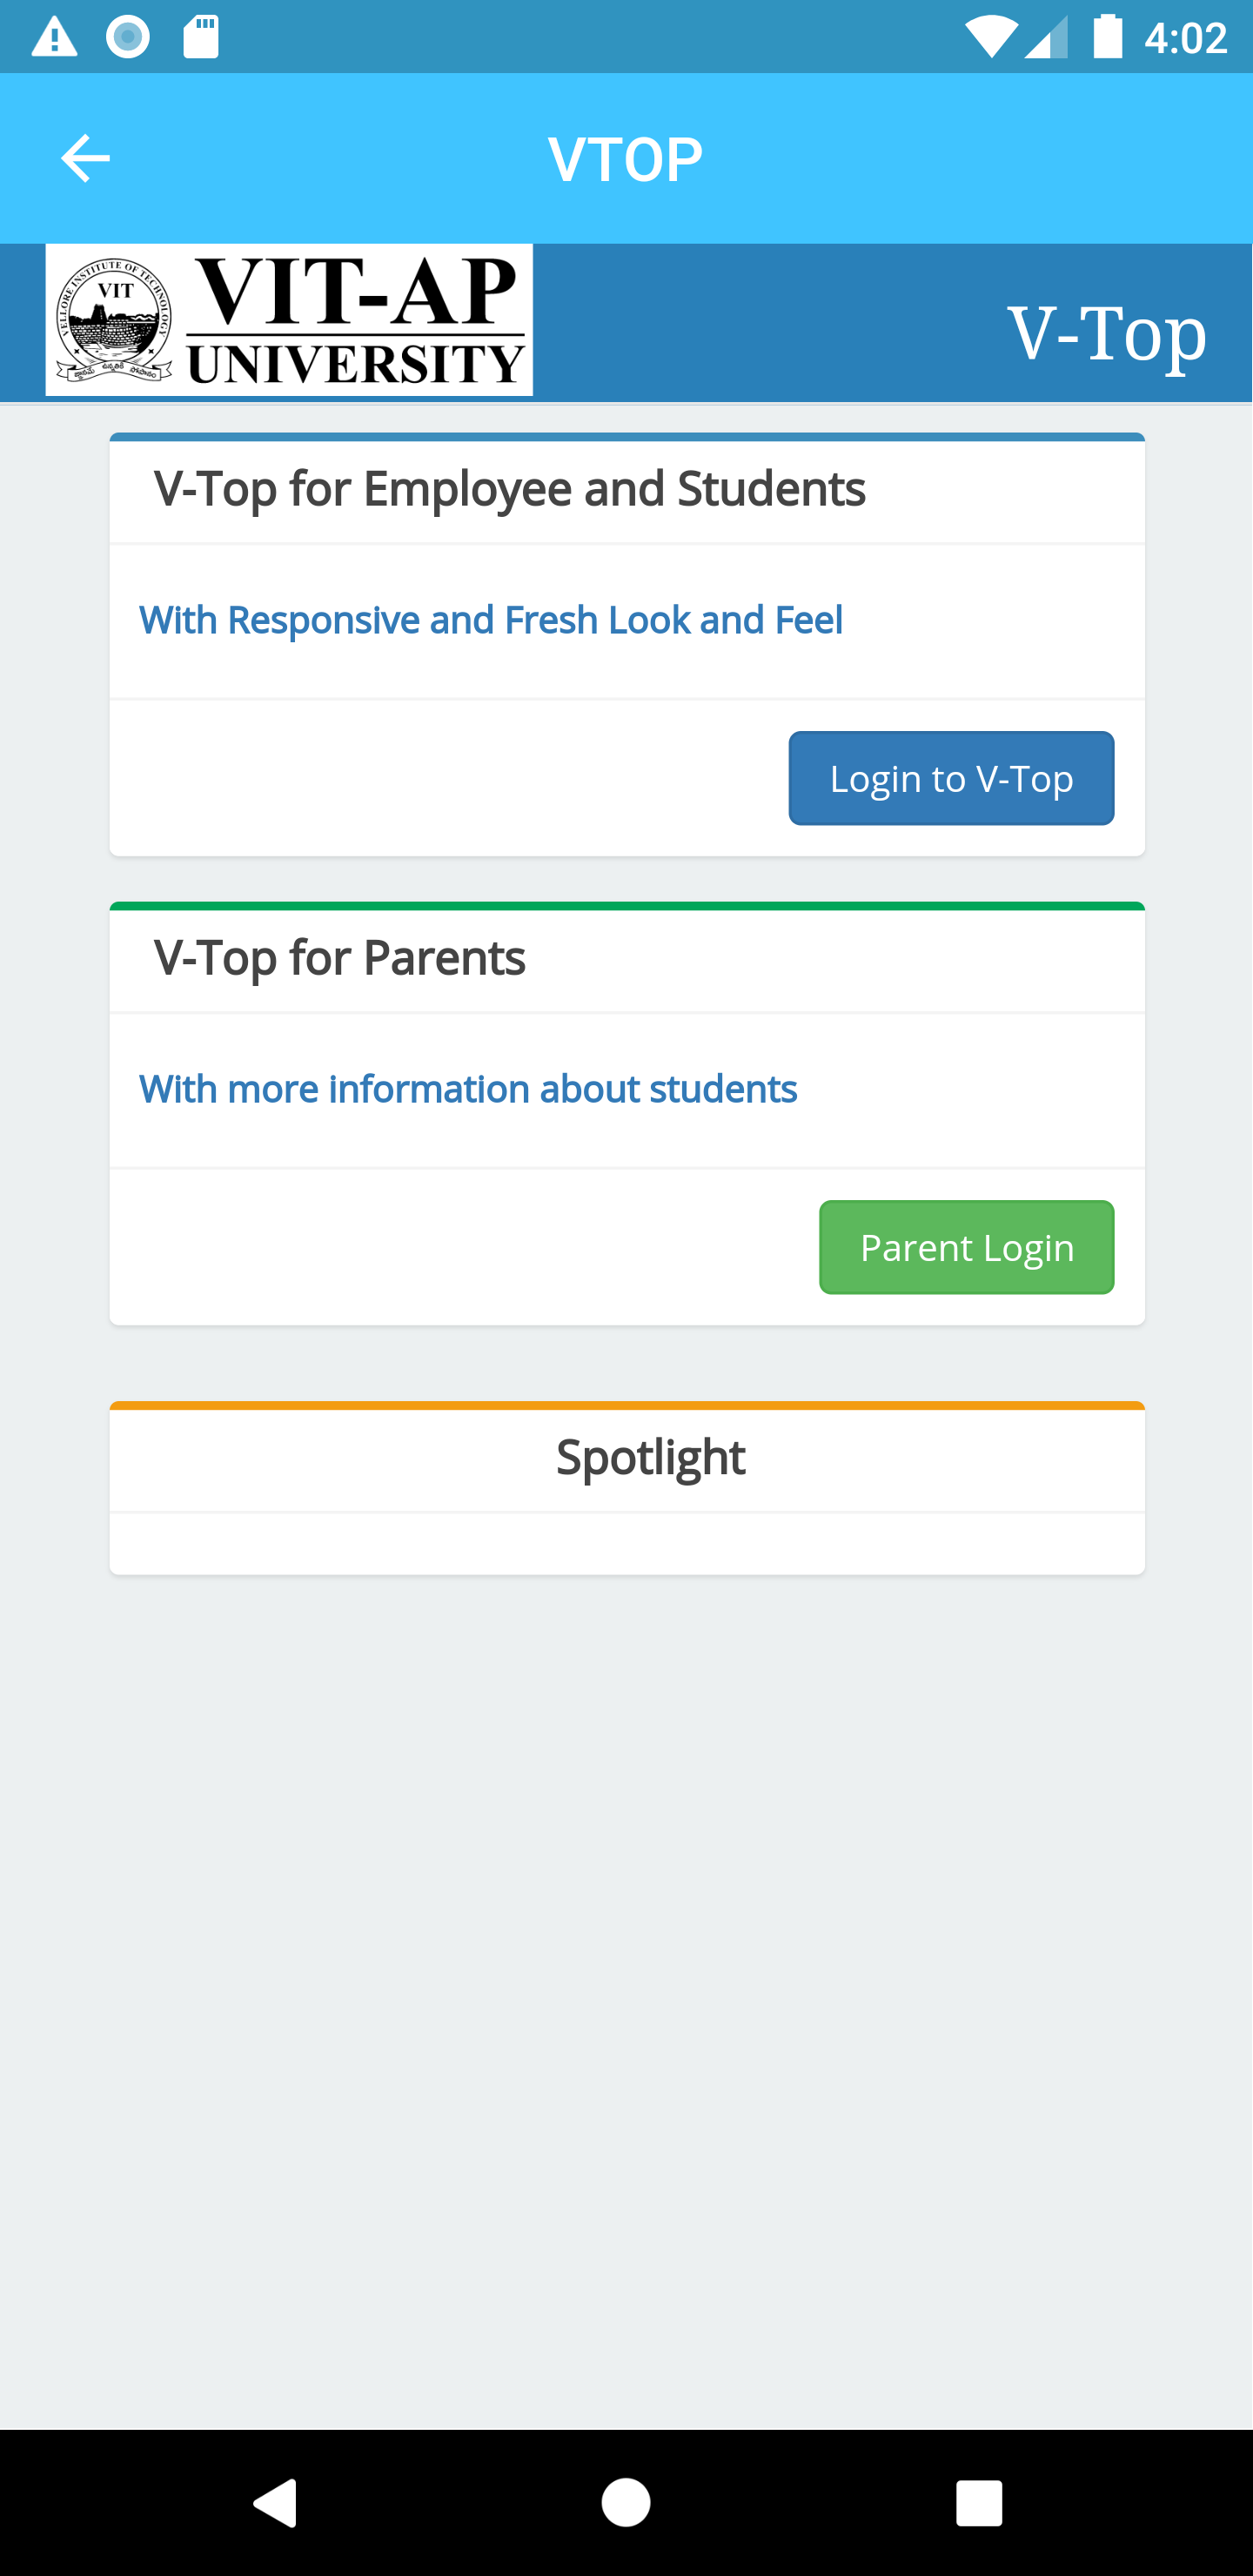 4:02
VTOP
VELLORE INSTITUTE OF TECHNOLOGY
VIT
VIT-AP
UNIVERSITY
V-Top
V-Top for Employee and Students
With Responsive and Fresh Look and Feel
Login to V-Top
V-Top for Parents
With more information about students
Parent Login
Spotlight